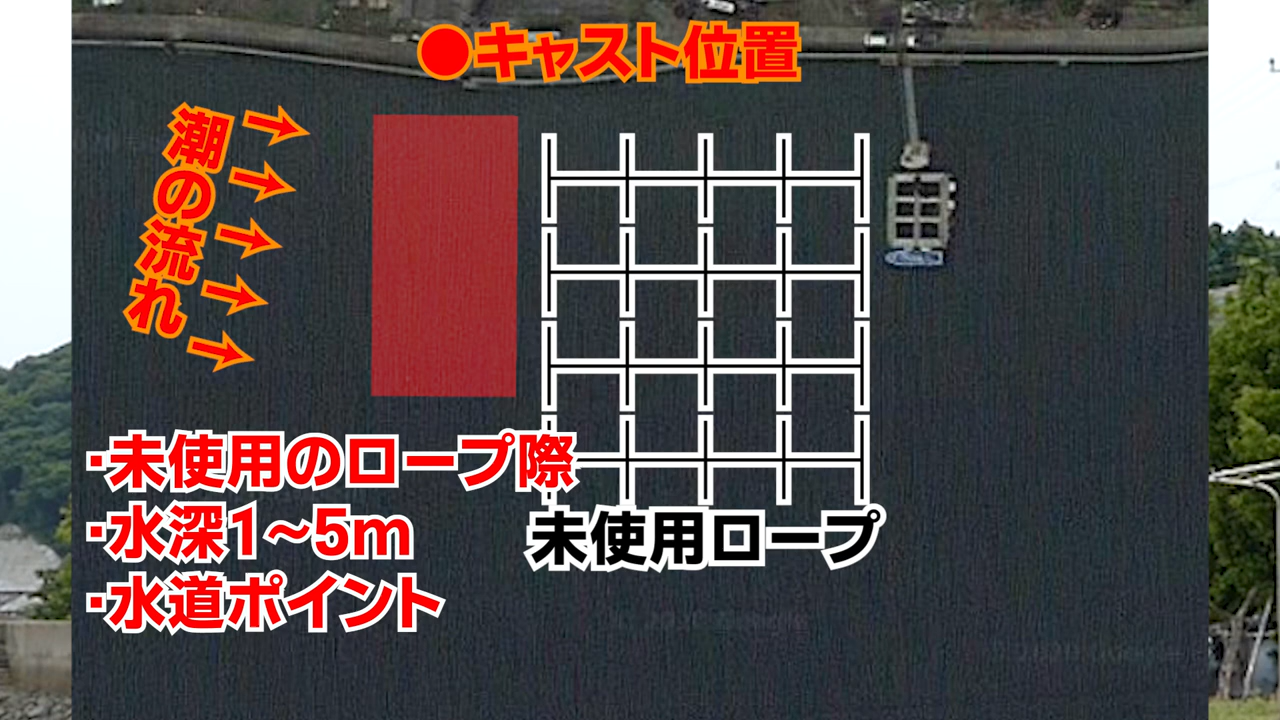 ●キャスト位置
潮の流れ
→
→
→
→
→
・未使用のロープ際
・水深1~5m
・水道ポイント
未使用ロープ